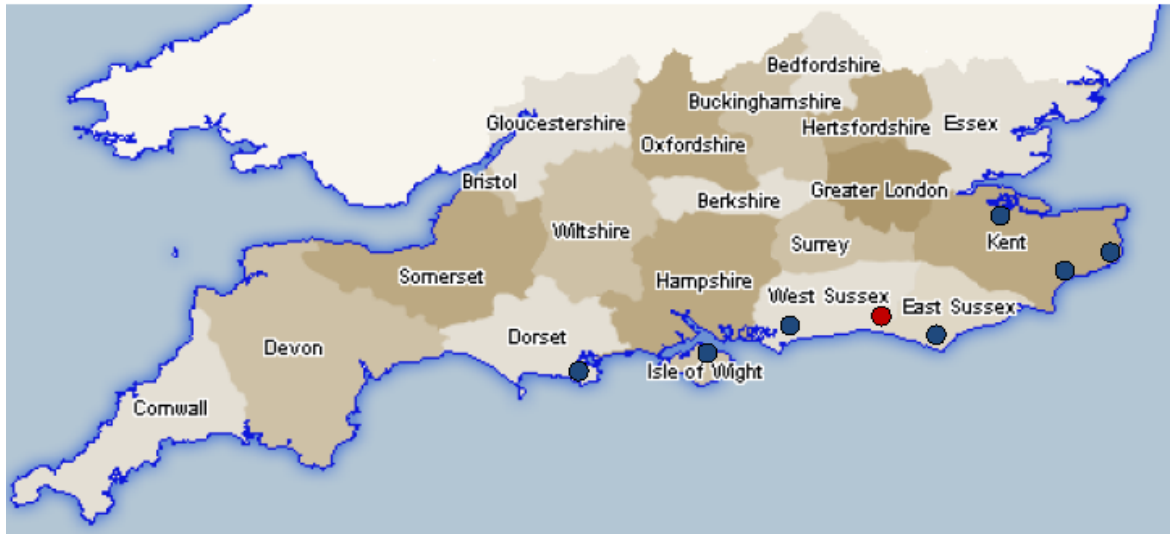 Bedfordshire
Buckinghamshire
Gloucestershire
Hertsfordshire
Essex
Oxfordshire
Bristol
Berkshire
Greater London
Wiltshire
Surrey
Kent
Somerset
Hampshire
West Sussex
East Sussex
Dorset
Devon
Isle of Wight
Cornwall